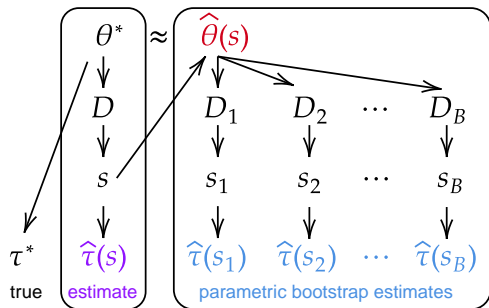 θ* ≈ θ̂(s)
D D₁ D₂ ··· D_B
s s₁ s₂ ··· s_B
τ* τ̂(s) τ̂(s₁) τ̂(s₂) ··· τ̂(s_B)
true estimate parametric bootstrap estimates